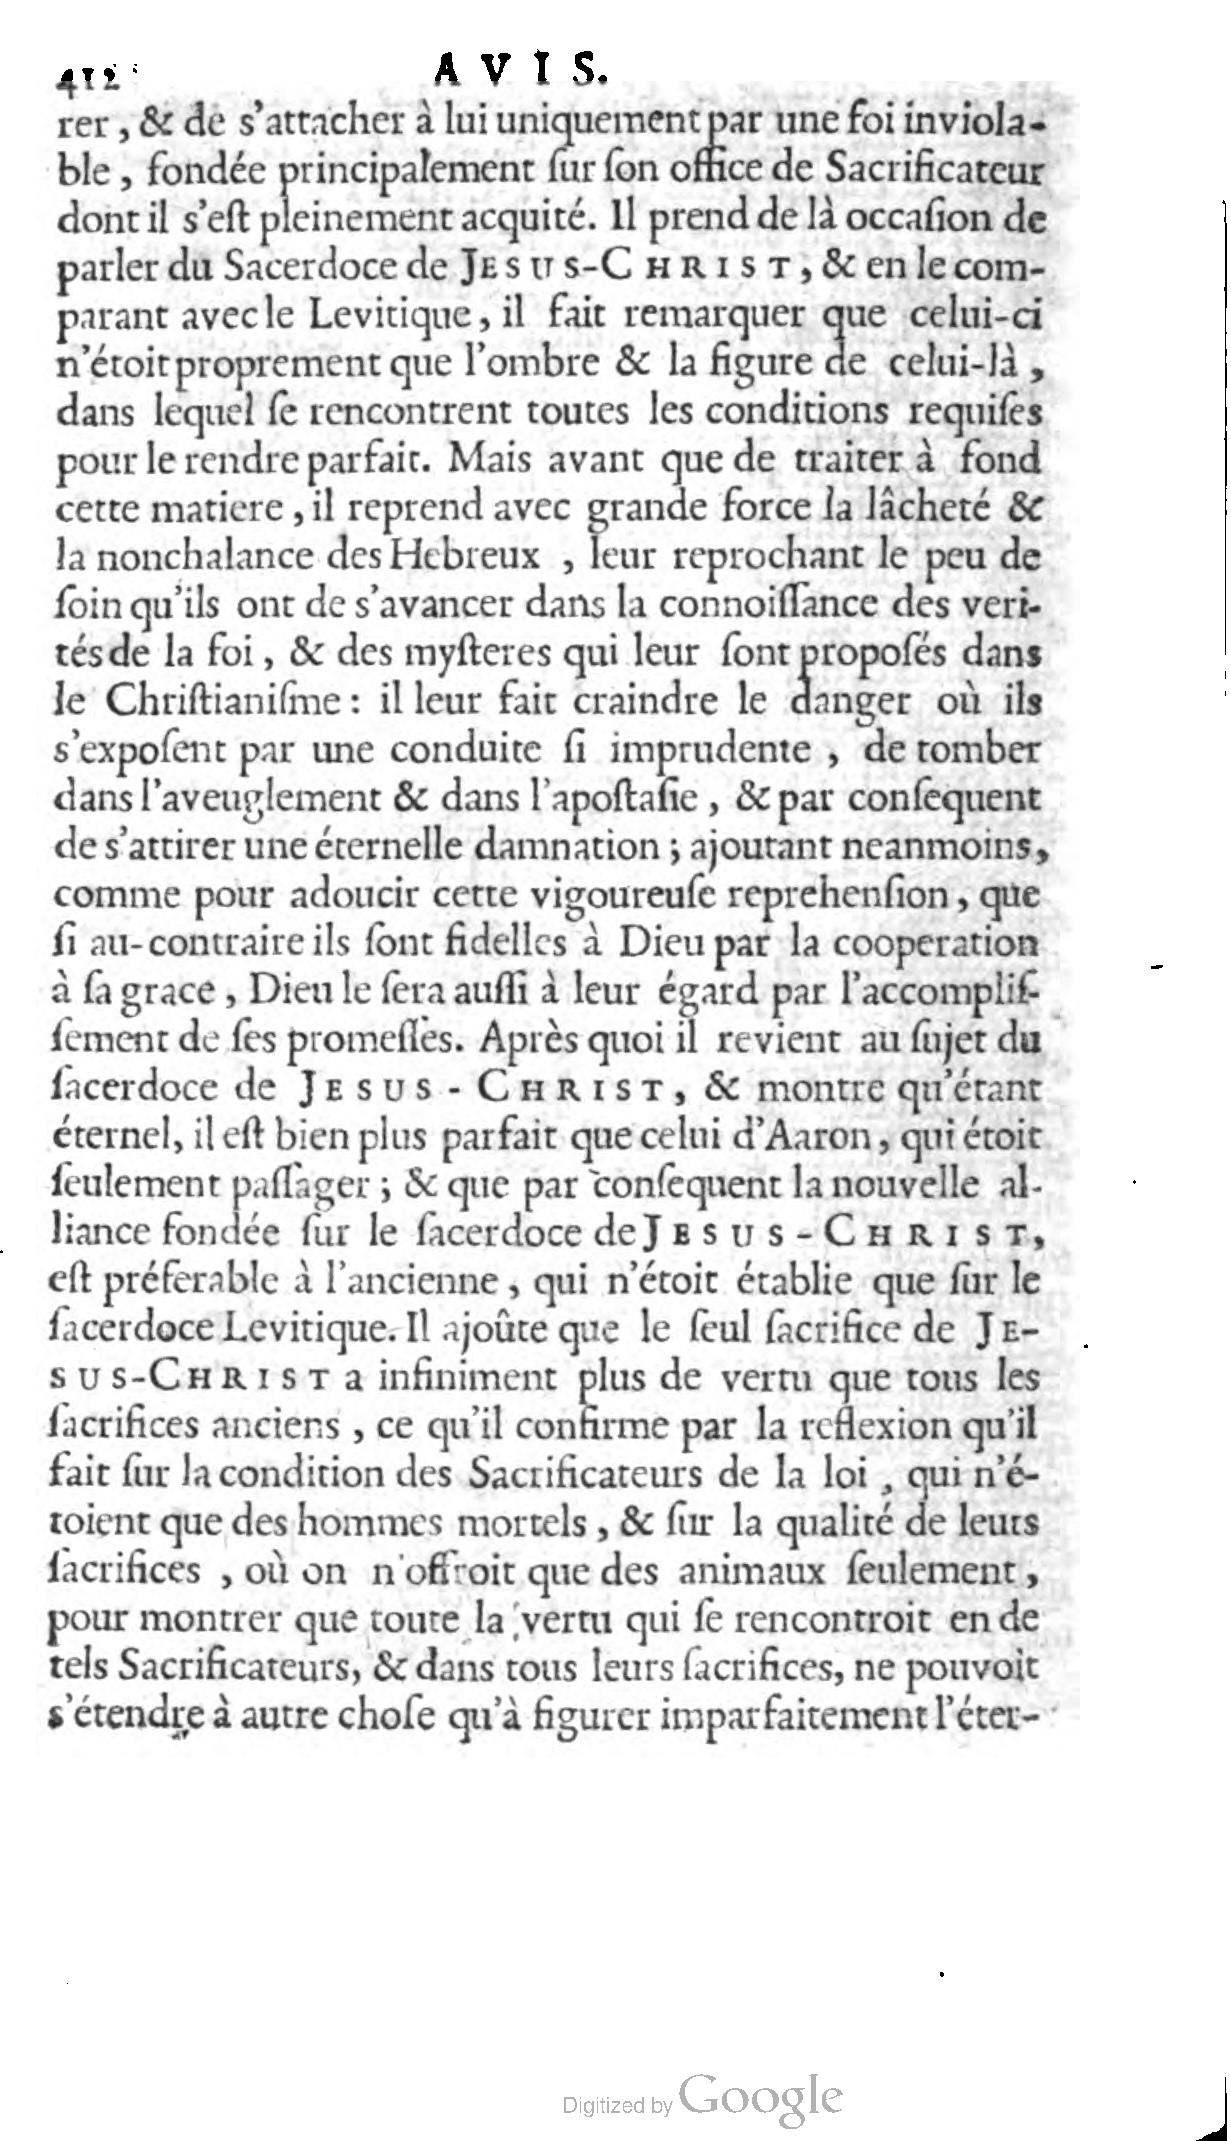 412 AVIS.
rer, & de s'attacher à lui uniquement par une foi inviola-
ble, fondée principalement ſur ſon office de Sacrificateur
dont il s'eſt pleinement acquité. Il prend de là occaſion de
parler du Sacerdoce de JESUS-CHRIST, & en le com-
parant avec le Levitique, il fait remarquer que celui-ci
n'étoit proprement que l'ombre & la figure de celui-là,
dans lequel ſe rencontrent toutes les conditions requiſes
pour le rendre parfait. Mais avant que de traiter à fond
cette matiere, il reprend avec grande force la lâcheté &
la nonchalance des Hebreux, leur reprochant le peu de
ſoin qu'ils ont de s'avancer dans la connoiſſance des veri-
tés de la foi, & des myſteres qui leur ſont propoſés dans
le Chriſtianiſme: il leur fait craindre le danger où ils
s'expoſent par une conduite ſi imprudente, de tomber
dans l'aveuglement & dans l'apoſtaſie, & par conſequent
de s'attirer une éternelle damnation; ajoutant neanmoins,
comme pour adoucir cette vigoureuſe reprehenſion, que
ſi au-contraire ils ſont fidelles à Dieu par la cooperation
à ſa grace, Dieu le ſera auſſi à leur égard par l'accompliſ-
ſement de ſes promeſſes. Après quoi il revient au ſujet du
ſacerdoce de JESUS-CHRIST, & montre qu'étant
éternel, il eſt bien plus parfait que celui d'Aaron, qui étoit
ſeulement paſſager; & que par conſequent la nouvelle al-
liance fondée ſur le ſacerdoce de JESUS-CHRIST,
eſt préferable à l'ancienne, qui n'étoit établie que ſur le
ſacerdoce Levitique. Il ajoûte que le ſeul ſacrifice de JE-
SUS-CHRIST a infiniment plus de vertu que tous les
ſacrifices anciens, ce qu'il confirme par la reflexion qu'il
fait ſur la condition des Sacrificateurs de la loi, qui n'é-
toient que des hommes mortels, & ſur la qualité de leurs
ſacrifices, où on n'offroit que des animaux ſeulement,
pour montrer que toute la vertu qui ſe rencontroit en de
tels Sacrificateurs, & dans tous leurs ſacrifices, ne pouvoit
s'étendre à autre choſe qu'à figurer imparfaitement l'éter-
Digitized by Google